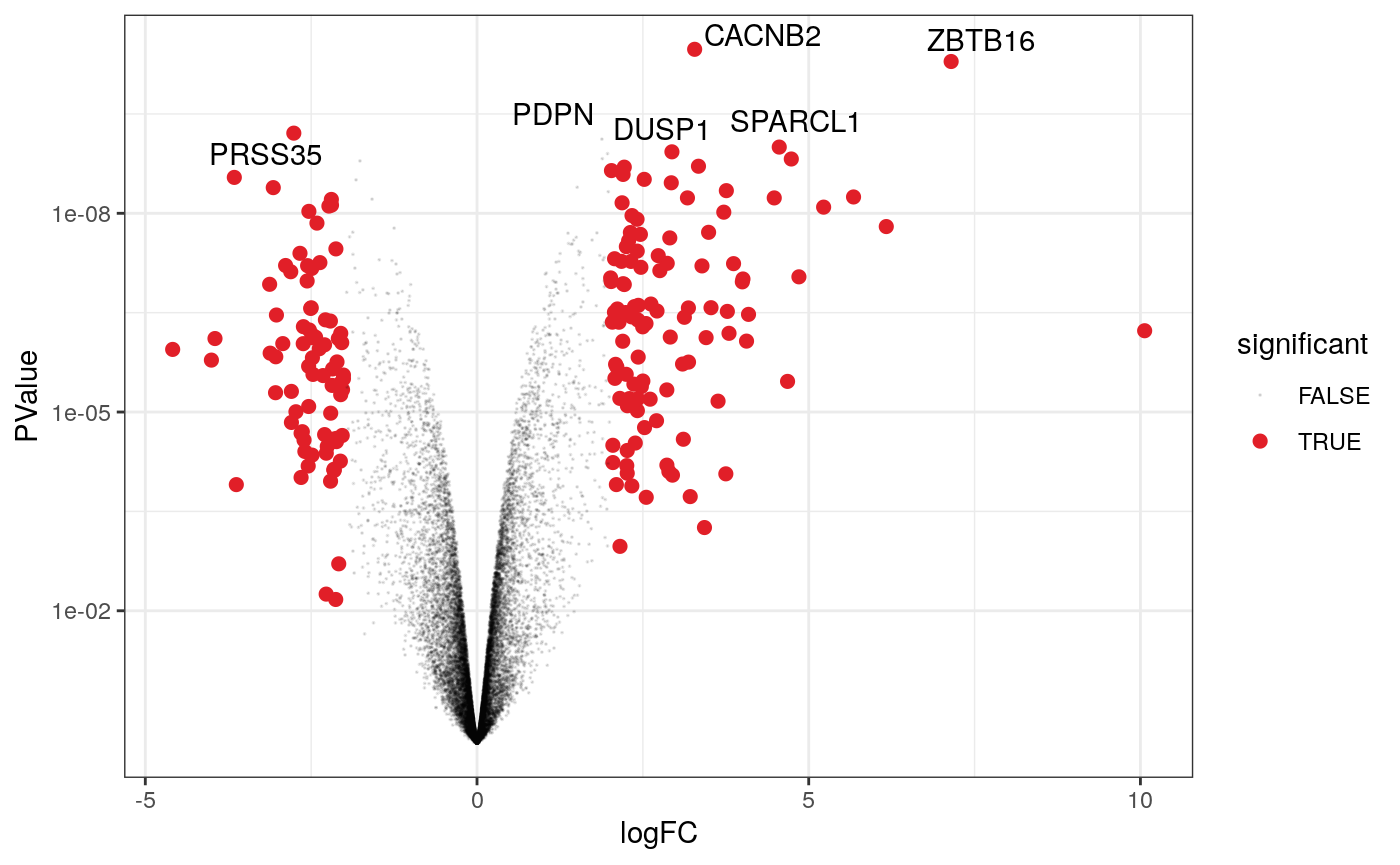 CACNB2
ZBTB16
PDPN
DUSP1
SPARCL1
PRSS35
1e-08
1e-05
1e-02
PValue
-5
0
5
10
logFC
significant
FALSE
TRUE